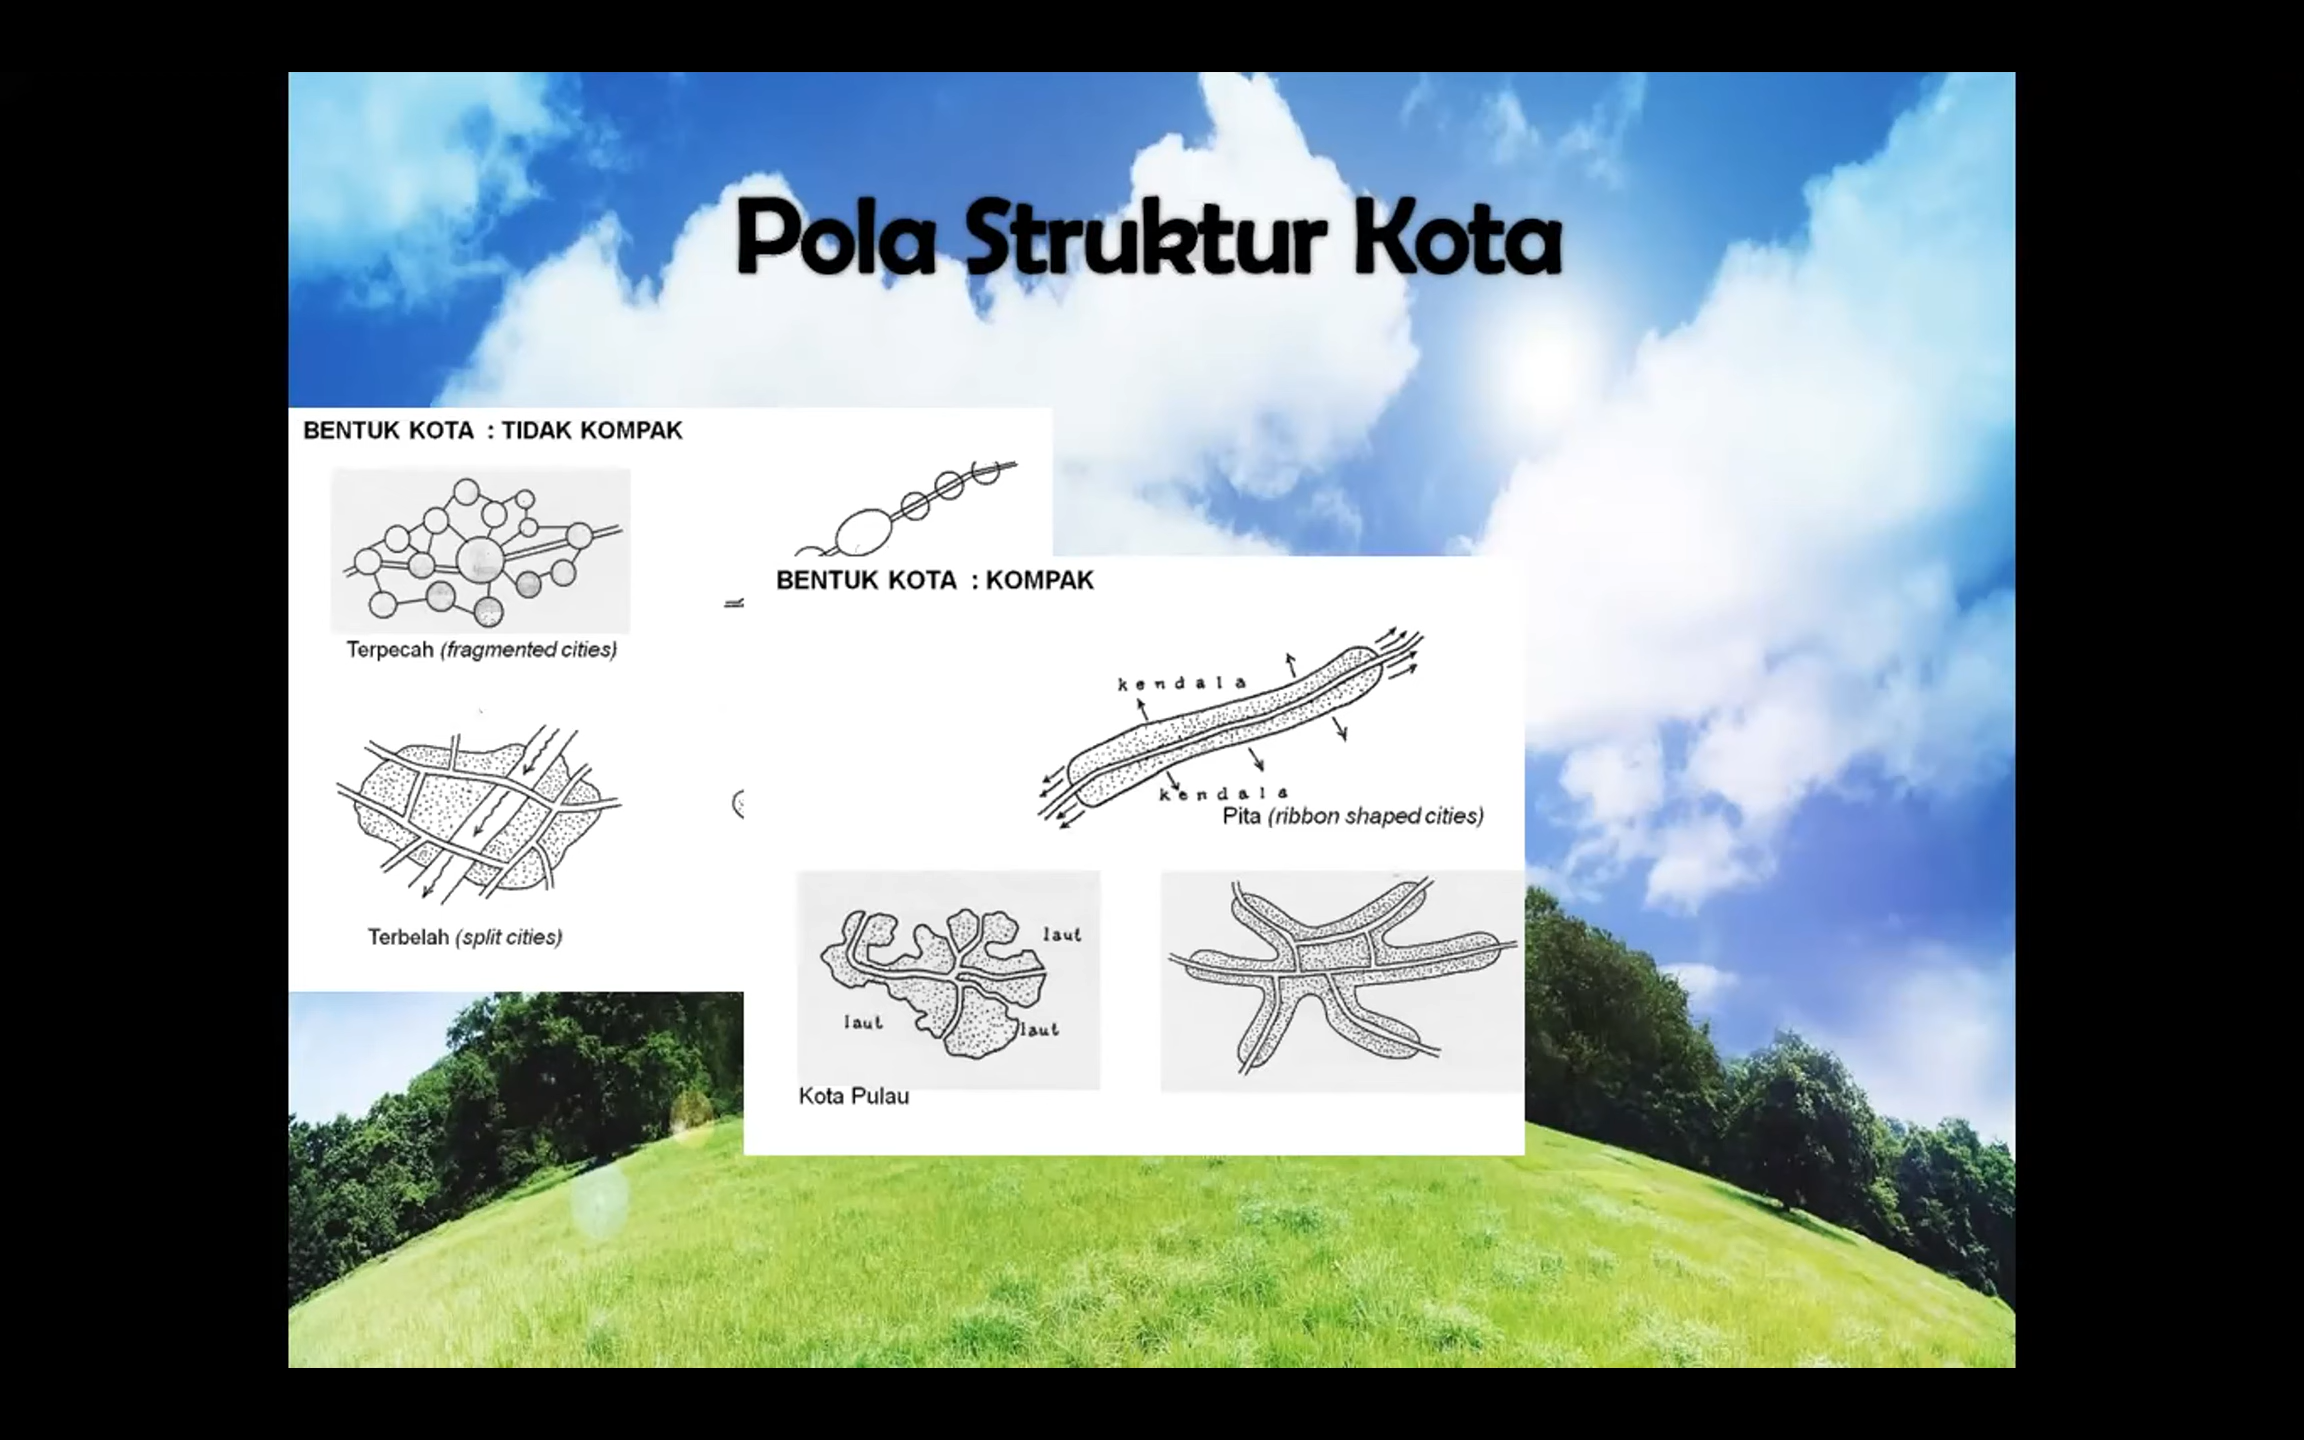 Pola Struktur Kota
BENTUK KOTA : TIDAK KOMPAK
Terpecah (fragmented cities)
Terbelah (split cities)
BENTUK KOTA : KOMPAK
kendala
kendala
Pita (ribbon shaped cities)
laut
laut
laut
Kota Pulau